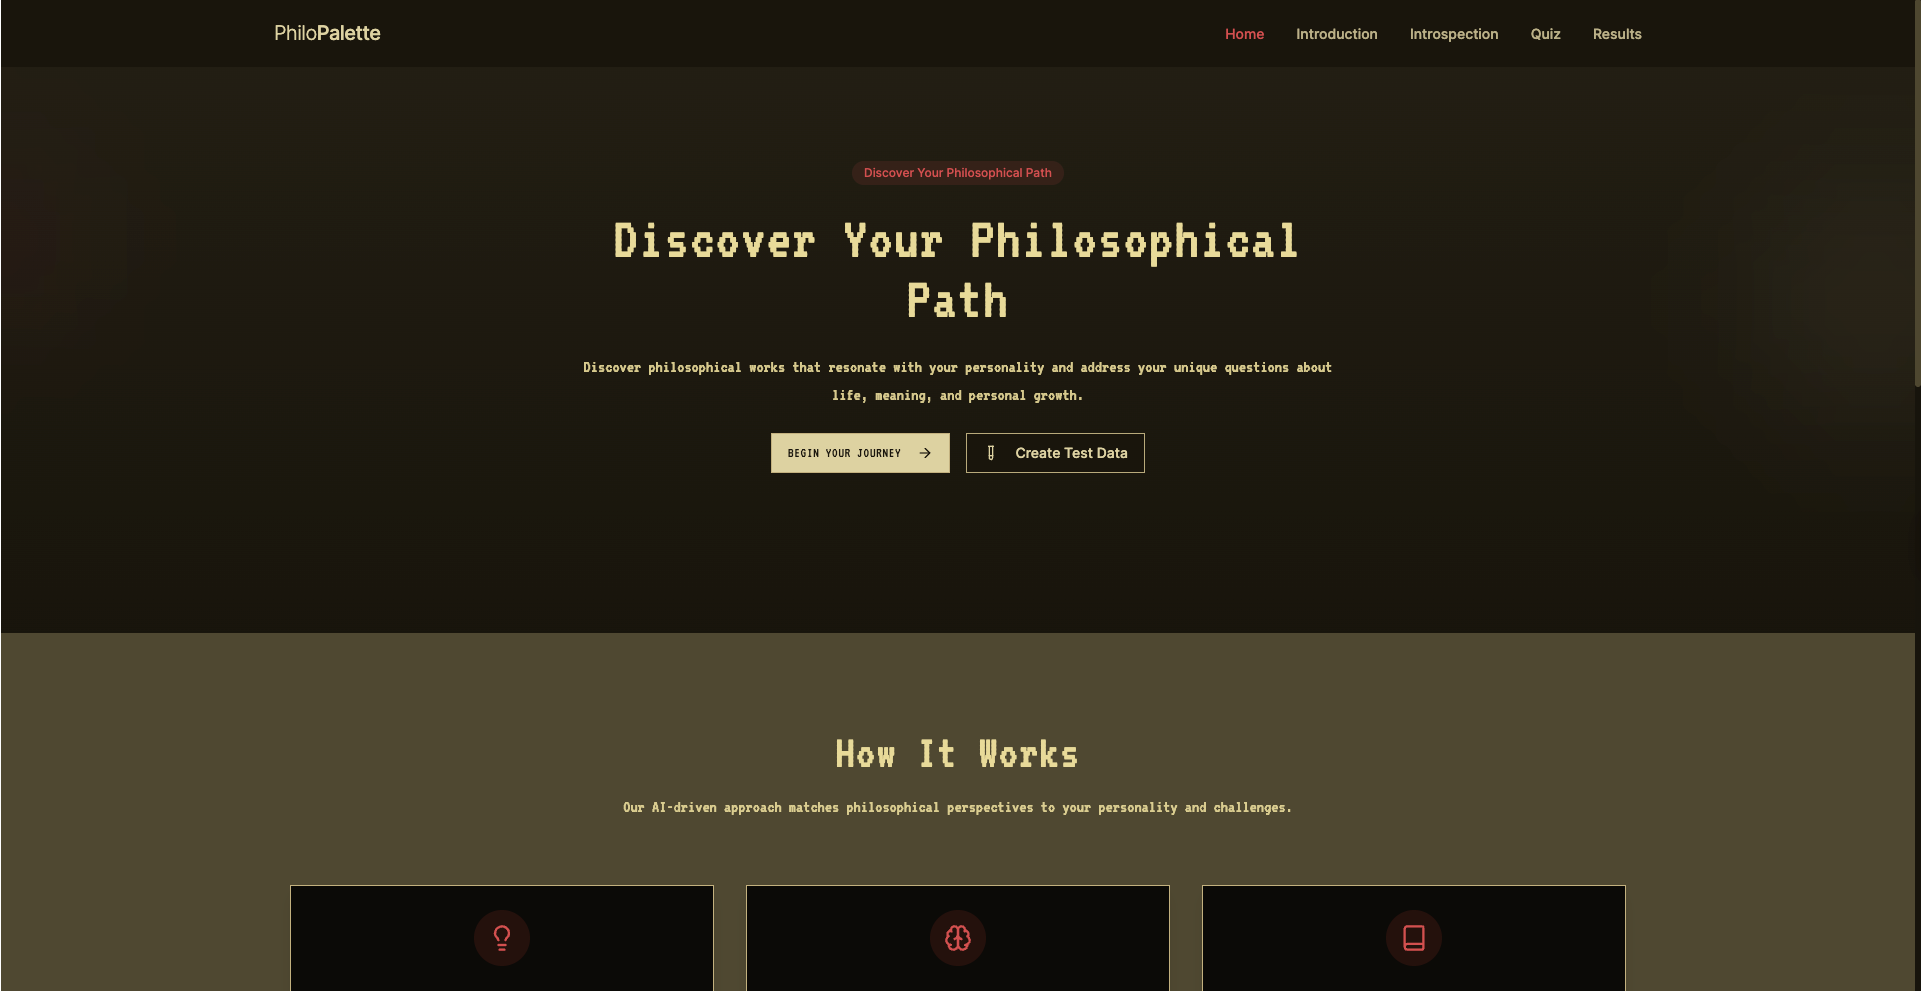 PhiloPalette
Home Introduction Introspection Quiz Results
Discover Your Philosophical Path
Discover Your Philosophical
Path
Discover philosophical works that resonate with your personality and address your unique questions about
life, meaning, and personal growth.
BEGIN YOUR JOURNEY
Create Test Data
How It Works
Our AI-driven approach matches philosophical perspectives to your personality and challenges.